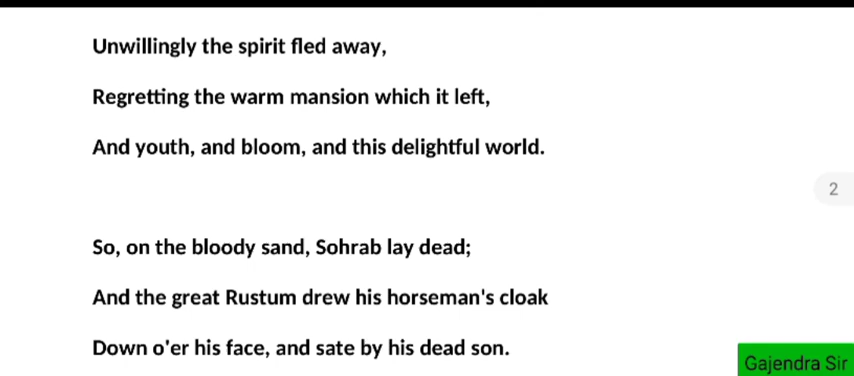 Unwillingly the spirit fled away,
Regretting the warm mansion which it left,
And youth, and bloom, and this delightful world.
2
So, on the bloody sand, Sohrab lay dead;
And the great Rustum drew his horseman's cloak
Down o'er his face, and sate by his dead son.
Gajendra Sir